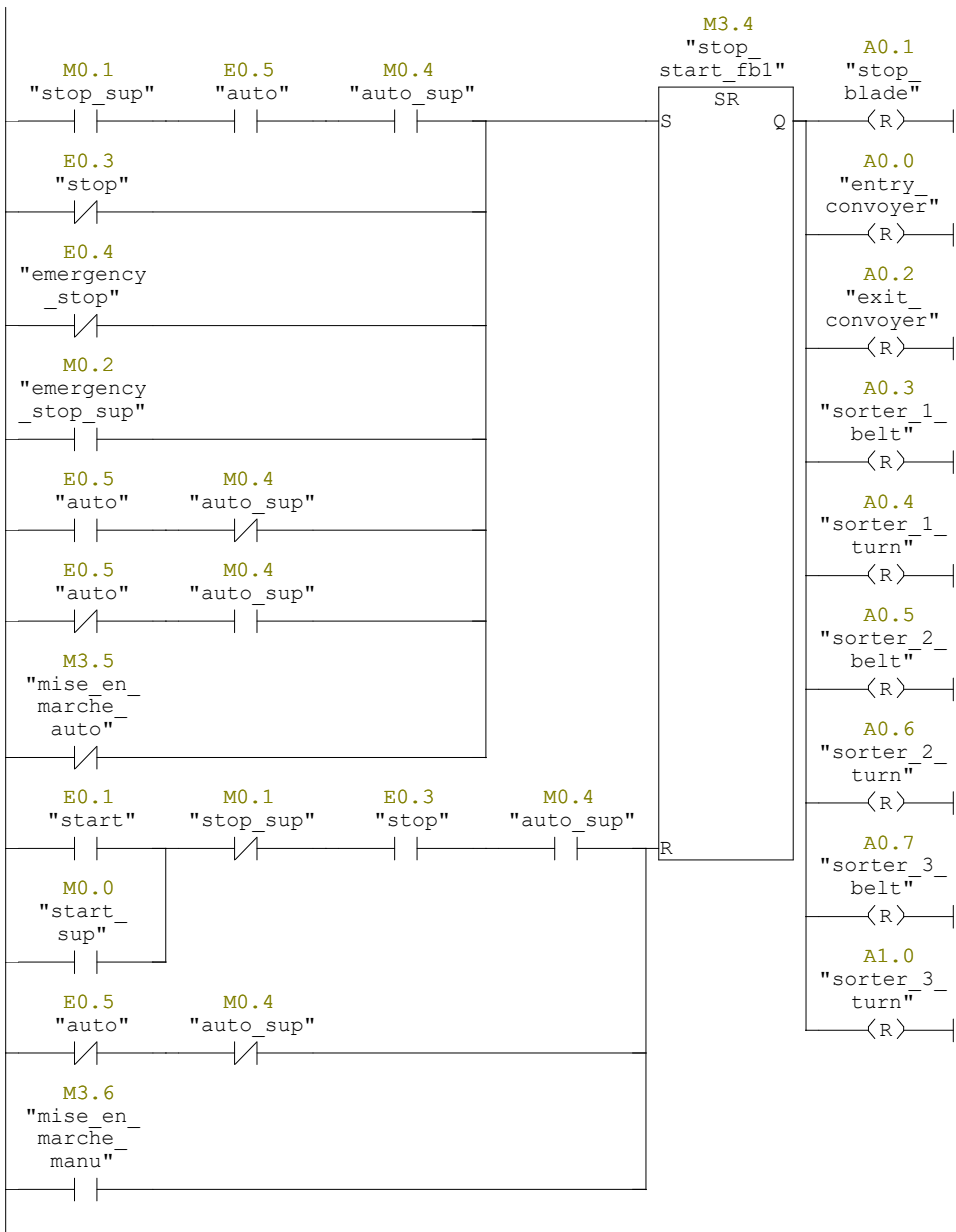 M3.4
"stop_
start_fb1"
A0.1
"stop_
blade"
M0.1
"stop_sup"
E0.5
"auto"
M0.4
"auto_sup"
SR
S
Q
(R)
E0.3
"stop"
A0.0
"entry_
convoyer"
(R)
E0.4
"emergency
_stop"
A0.2
"exit_
convoyer"
(R)
M0.2
"emergency
_stop_sup"
A0.3
"sorter_1_
belt"
(R)
E0.5
"auto"
M0.4
"auto_sup"
A0.4
"sorter_1_
turn"
(R)
E0.5
"auto"
M0.4
"auto_sup"
A0.5
"sorter_2_
belt"
(R)
M3.5
"mise_en_
marche_
auto"
A0.6
"sorter_2_
turn"
(R)
E0.1
"start"
M0.1
"stop_sup"
E0.3
"stop"
M0.4
"auto_sup"
R
A0.7
"sorter_3_
belt"
(R)
M0.0
"start_
sup"
A1.0
"sorter_3_
turn"
(R)
E0.5
"auto"
M0.4
"auto_sup"
M3.6
"mise_en_
marche_
manu"